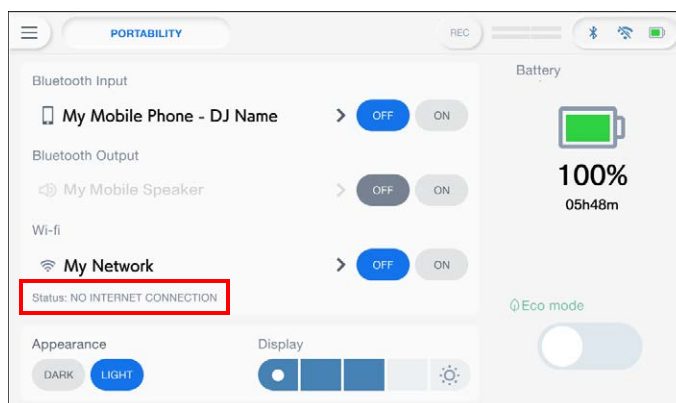 PORTABILITY
REC
Bluetooth Input
My Mobile Phone - DJ Name
OFF
ON
Bluetooth Output
My Mobile Speaker
OFF
ON
Wi-fi
My Network
OFF
ON
Status: NO INTERNET CONNECTION
Appearance
DARK
LIGHT
Display
Battery
100%
05h48m
Eco mode